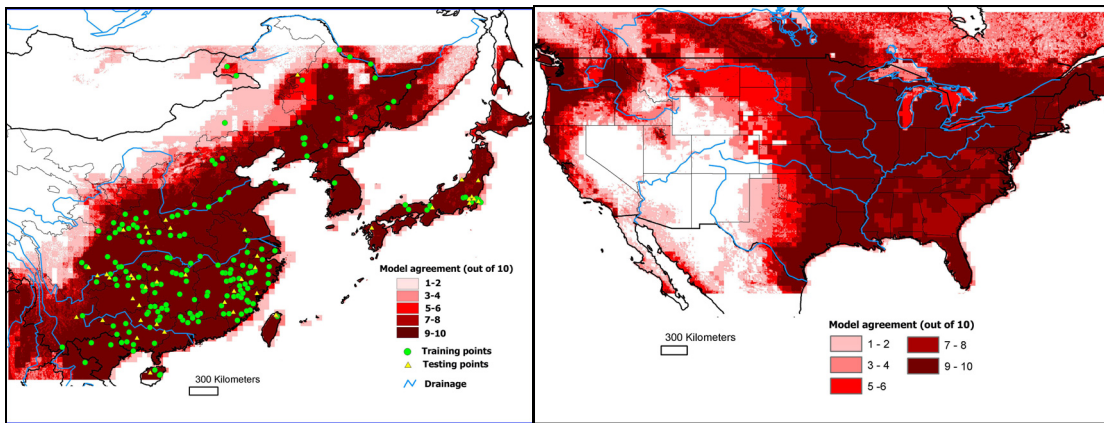 Model agreement (out of 10)
1-2
3-4
5-6
7-8
9-10
Training points
Testing points
Drainage
300 Kilometers
300 Kilometers
Model agreement (out of 10)
1 - 2
3 - 4
5 -6
7 - 8
9 - 10